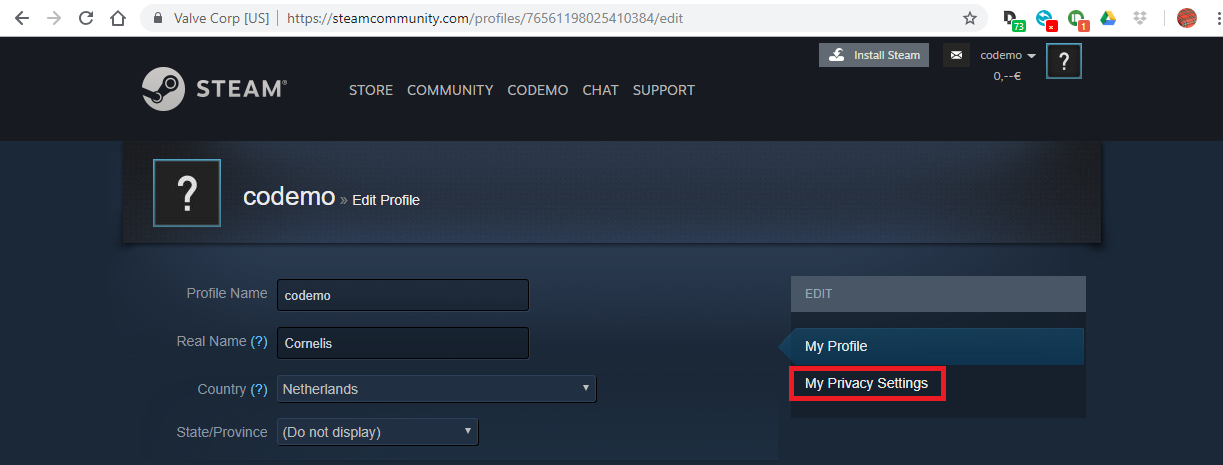 Valve Corp [US] | https://steamcommunity.com/profiles/76561198025410384/edit
73
×
1
Install Steam
codemo
0,--€
?
STEAM®
STORE COMMUNITY CODEMO CHAT SUPPORT
?
codemo » Edit Profile
Profile Name codemo
Real Name (?) Cornelis
Country (?) Netherlands
State/Province (Do not display)
EDIT
My Profile
My Privacy Settings